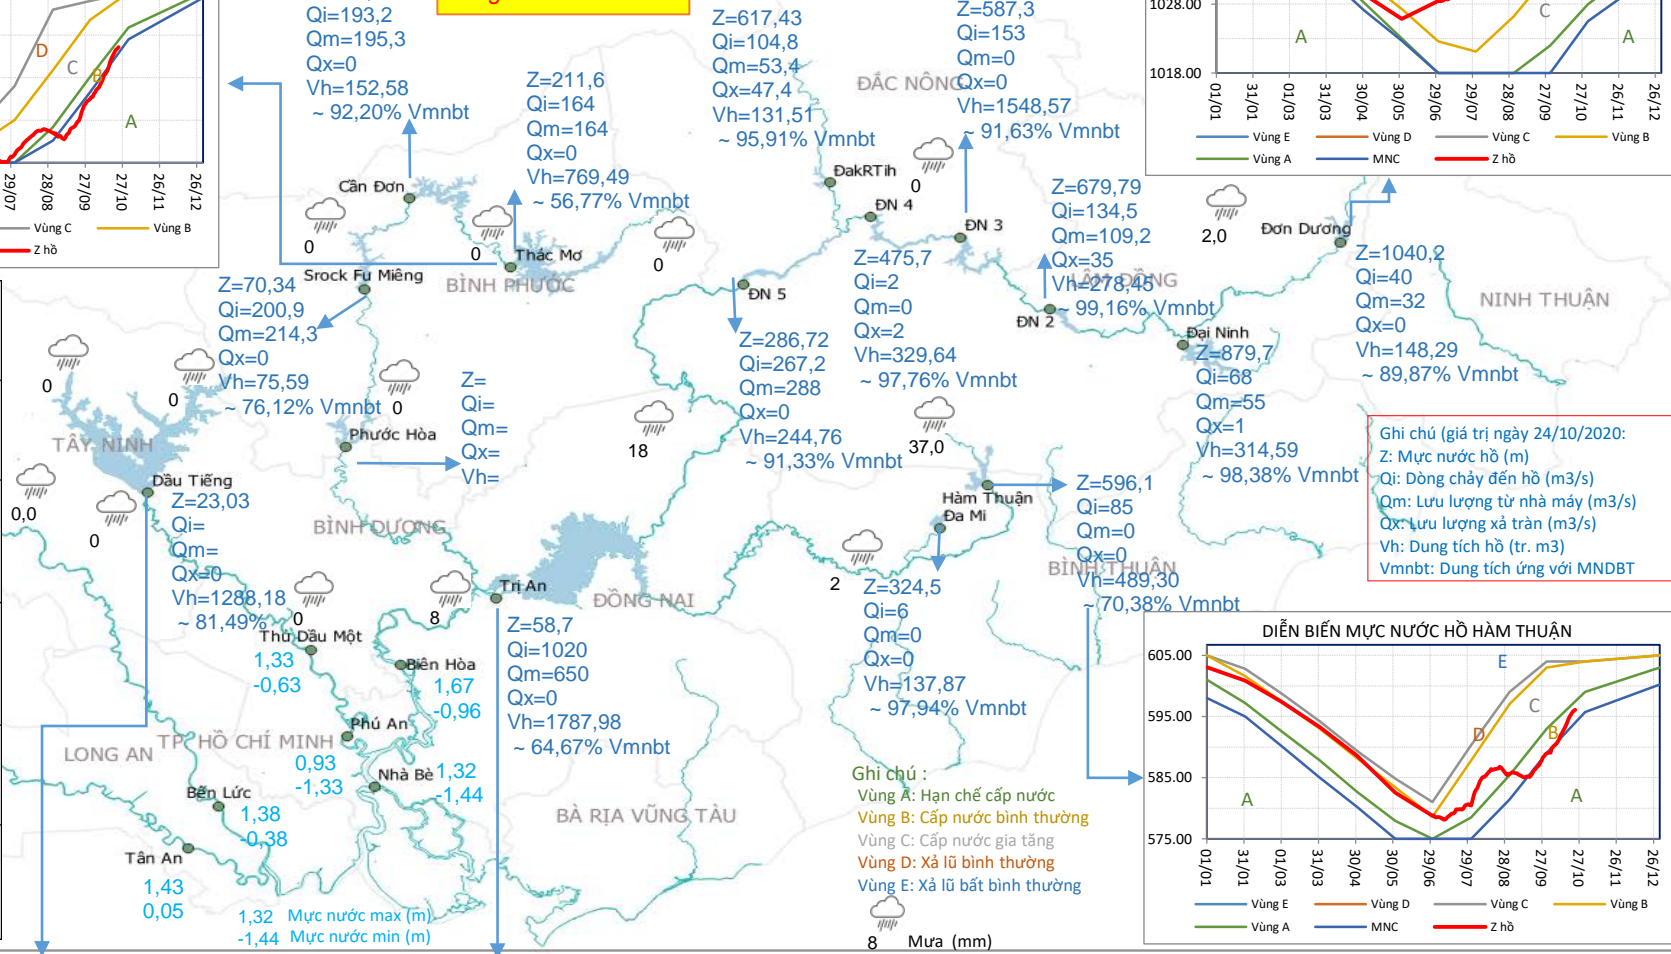 Qi=193,2
Qm=195,3
Qx=0
Vh=152,58
~ 92,20% Vmnbt
Z=211,6
Qi=164
Qm=164
Qx=0
Vh=769,49
~ 56,77% Vmnbt
Z=617,43
Qi=104,8
Qm=53,4
Qx=47,4
Vh=131,51
~ 95,91% Vmnbt
Z=587,3
Qi=153
Qm=0
Qx=0
Vh=1548,57
~ 91,63% Vmnbt
ĐẮC NÔNG
D
C
B
A
29/07
28/08
27/09
27/10
26/11
26/12
Vùng C
Vùng B
Z hồ
1028.00
1018.00
A
C
A
01/01
31/01
01/03
31/03
30/04
30/05
29/06
29/07
28/08
27/09
27/10
26/11
26/12
Vùng E
Vùng D
Vùng C
Vùng B
Vùng A
MNC
Z hồ
Cần Đơn
0
0
Thác Mơ
0
Srock Fu Miêng
BÌNH PHƯỚC
ĐakRTih
0
ĐN 4
ĐN 3
Z=679,79
Qi=134,5
Qm=109,2
Qx=35
Vh=278,45
~ 99,16% Vmnbt
LÂM ĐỒNG
2,0
Đơn Dương
Z=1040,2
Qi=40
Qm=32
Qx=0
Vh=148,29
~ 89,87% Vmnbt
NINH THUẬN
Z=70,34
Qi=200,9
Qm=214,3
Qx=0
Vh=75,59
~ 76,12% Vmnbt
ĐN 5
Z=286,72
Qi=267,2
Qm=288
Qx=0
Vh=244,76
~ 91,33% Vmnbt
Z=475,7
Qi=2
Qm=0
Qx=2
Vh=329,64
~ 97,76% Vmnbt
ĐN 2
Đại Ninh
Z=879,7
Qi=68
Qm=55
Qx=1
Vh=314,59
~ 98,38% Vmnbt
0
0
0
Z=
Qi=
Qm=
Qx=
Vh=
Phước Hòa
18
37,0
TÂY NINH
Dầu Tiếng
0,0
0
Z=23,03
Qi=
Qm=
Qx=0
Vh=1288,18
~ 81,49%
BÌNH DƯƠNG
Hàm Thuận
Đa Mi
Z=596,1
Qi=85
Qm=0
Qx=0
Vh=489,30
~ 70,38% Vmnbt
BÌNH THUẬN
Ghi chú (giá trị ngày 24/10/2020:
Z: Mực nước hồ (m)
Qi: Dòng chảy đến hồ (m3/s)
Qm: Lưu lượng từ nhà máy (m3/s)
Qx: Lưu lượng xả tràn (m3/s)
Vh: Dung tích hồ (tr. m3)
Vmnbt: Dung tích ứng với MNDBT
0
Thủ Dầu Một
1,33
-0,63
8
Trị An
ĐỒNG NAI
2
Z=324,5
Qi=6
Qm=0
Qx=0
Vh=137,87
~ 97,94% Vmnbt
Biên Hòa
1,67
-0,96
Z=58,7
Qi=1020
Qm=650
Qx=0
Vh=1787,98
~ 64,67% Vmnbt
LONG AN
TP. HỒ CHÍ MINH
Phú An
0,93
-1,33
Nhà Bè
1,32
-1,44
Bến Lức
1,38
-0,38
Tân An
1,43
0,05
BÀ RỊA VŨNG TÀU
1,32 Mực nước max (m)
-1,44 Mực nước min (m)
Ghi chú :
Vùng A: Hạn chế cấp nước
Vùng B: Cấp nước bình thường
Vùng C: Cấp nước gia tăng
Vùng D: Xả lũ bình thường
Vùng E: Xả lũ bất bình thường
8 Mưa (mm)
DIỄN BIẾN MỰC NƯỚC HỒ HÀM THUẬN
605.00
595.00
585.00
575.00
E
C
D
B
A
A
01/01
31/01
01/03
31/03
30/04
30/05
29/06
29/07
28/08
27/09
27/10
26/11
26/12
Vùng E
Vùng D
Vùng C
Vùng B
Vùng A
MNC
Z hồ